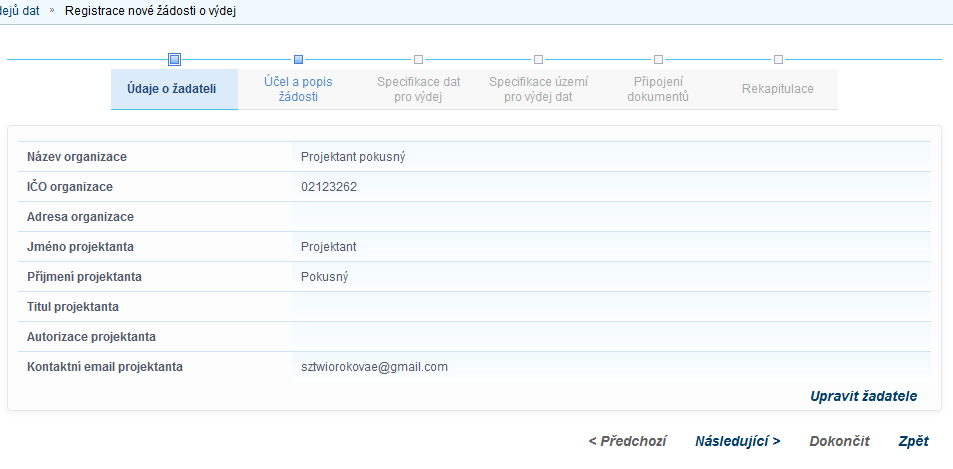 dejů dat » Registrace nové žádosti o výdej
Údaje o žadateli
Účel a popis
žádosti
Specifikace dat
pro výdej
Specifikace území
pro výdej dat
Připojení
dokumentů
Rekapitulace
Název organizace Projektant pokusný
IČO organizace 02123262
Adresa organizace
Jméno projektanta Projektant
Příjmení projektanta Pokusný
Titul projektanta
Autorizace projektanta
Kontaktní email projektanta sztwiorokovae@gmail.com
Upravit žadatele
< Předchozí Následující > Dokončit Zpět